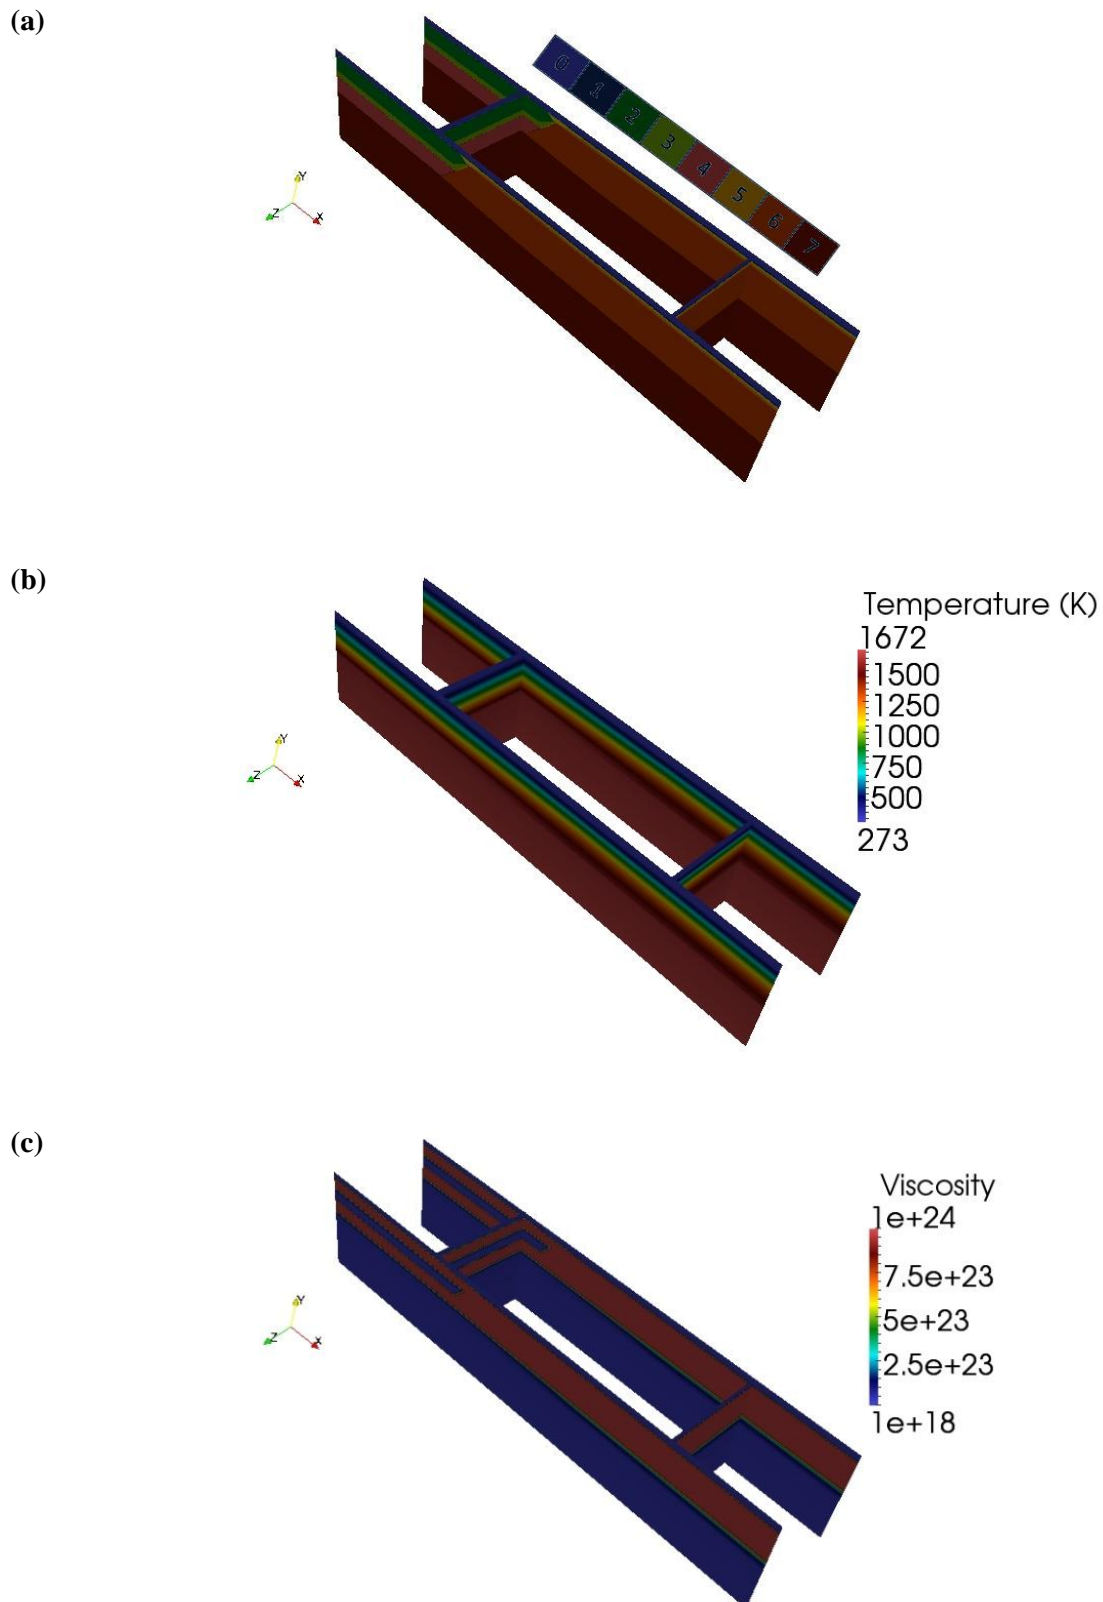 (a)
0 1 2 3 4 5 6 7
Y
Z X
(b)
Temperature (K)
1672
1500
1250
1000
750
500
273
Y
Z X
(c)
Viscosity
1e+24
7.5e+23
5e+23
2.5e+23
1e+18
Y
Z X